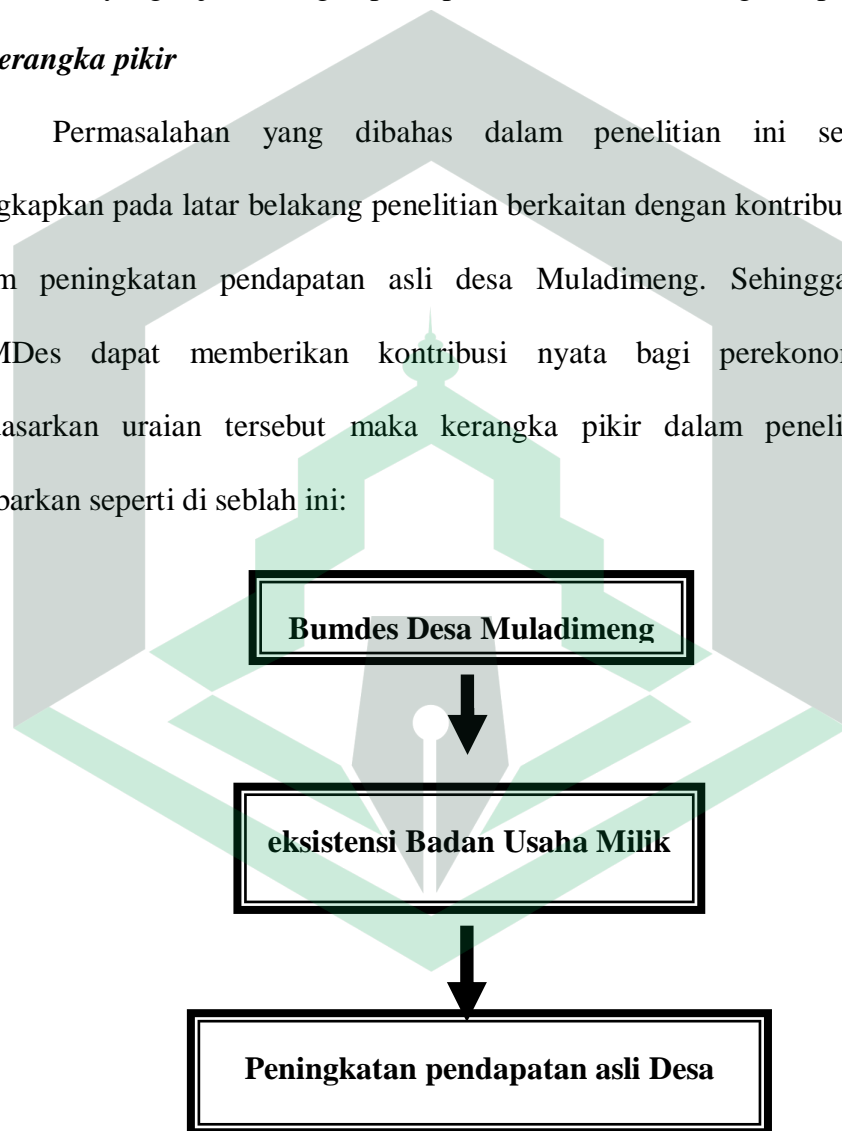 erangka pikir
Permasalahan yang dibahas dalam penelitian ini se
gkapkan pada latar belakang penelitian berkaitan dengan kontribu
m peningkatan pendapatan asli desa Muladimeng. Sehingga
MDes dapat memberikan kontribusi nyata bagi perekonor
asarkan uraian tersebut maka kerangka pikir dalam peneli
barkan seperti di seblah ini:
Bumdes Desa Muladimeng
eksistensi Badan Usaha Milik
Peningkatan pendapatan asli Desa